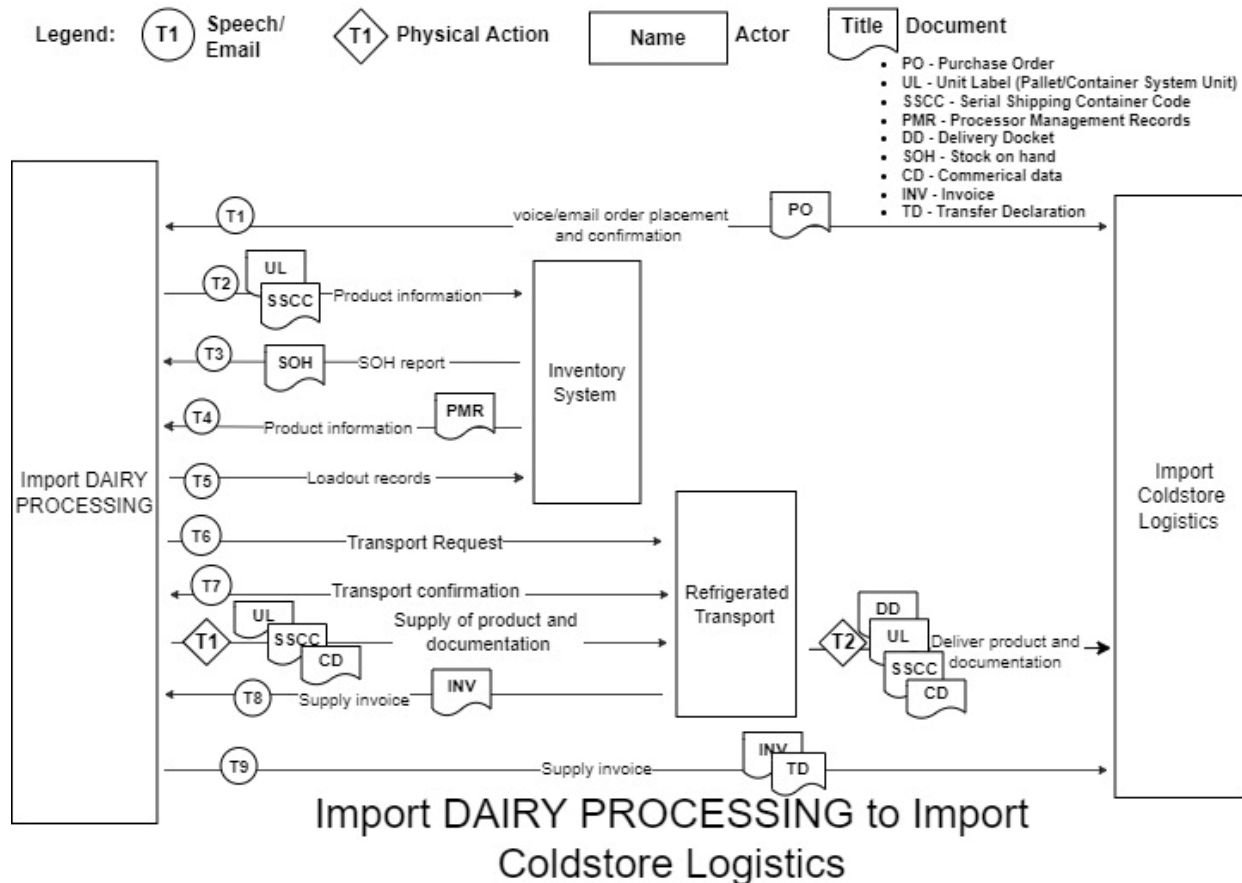 Legend:
T1
Speech/
Email
T1
Physical Action
Name
Actor
Title
Document
• PO - Purchase Order
• UL - Unit Label (Pallet/Container System Unit)
• SSCC - Serial Shipping Container Code
• PMR - Processor Management Records
• DD - Delivery Docket
• SOH - Stock on hand
• CD - Commerical data
• INV - Invoice
• TD - Transfer Declaration
Import DAIRY
PROCESSING
T1
voice/email order placement
and confirmation
PO
T2
UL
SSCC
Product information
T3
SOH
SOH report
T4
Product information
PMR
T5
Loadout records
Inventory
System
T6
Transport Request
T7
Transport confirmation
T1
UL
SSCC
CD
Supply of product and
documentation
T8
Supply invoice
INV
Refrigerated
Transport
T2
DD
UL
SSCC
CD
Deliver product and
documentation
T9
Supply invoice
INV
TD
Import
Coldstore
Logistics
Import DAIRY PROCESSING to Import
Coldstore Logistics